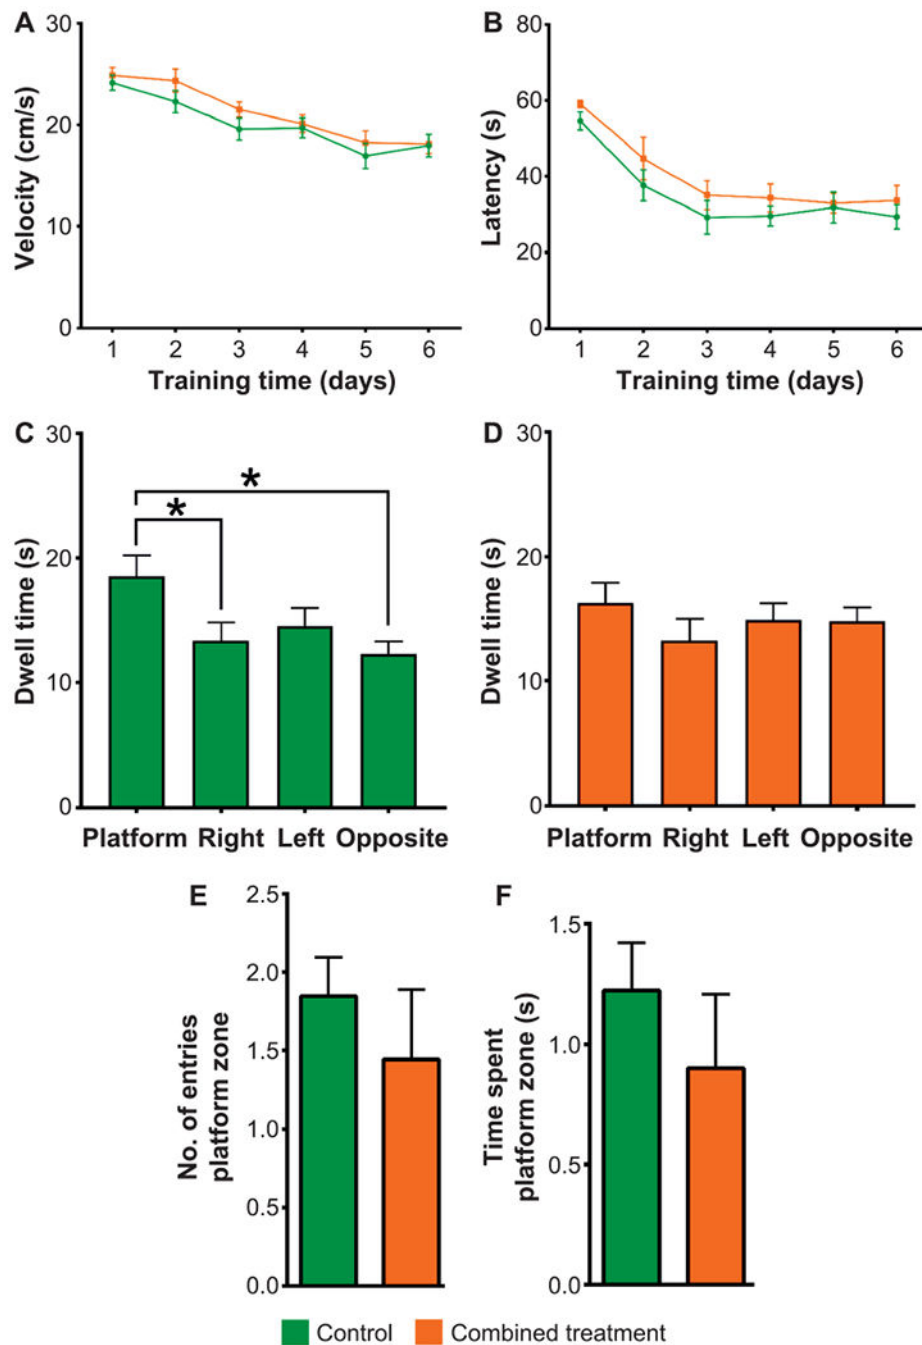 A
Velocity (cm/s)
30
20
10
0
1 2 3 4 5 6
Training time (days)
B
Latency (s)
80
60
40
20
0
1 2 3 4 5 6
Training time (days)
C
Dwell time (s)
30
20
10
0
* *
Platform Right Left Opposite
D
Dwell time (s)
30
20
10
0
Platform Right Left Opposite
E
No. of entries
platform zone
2.5
2.0
1.5
1.0
0.5
0.0
F
Time spent
platform zone (s)
1.5
1.0
0.5
0.0
Control Combined treatment